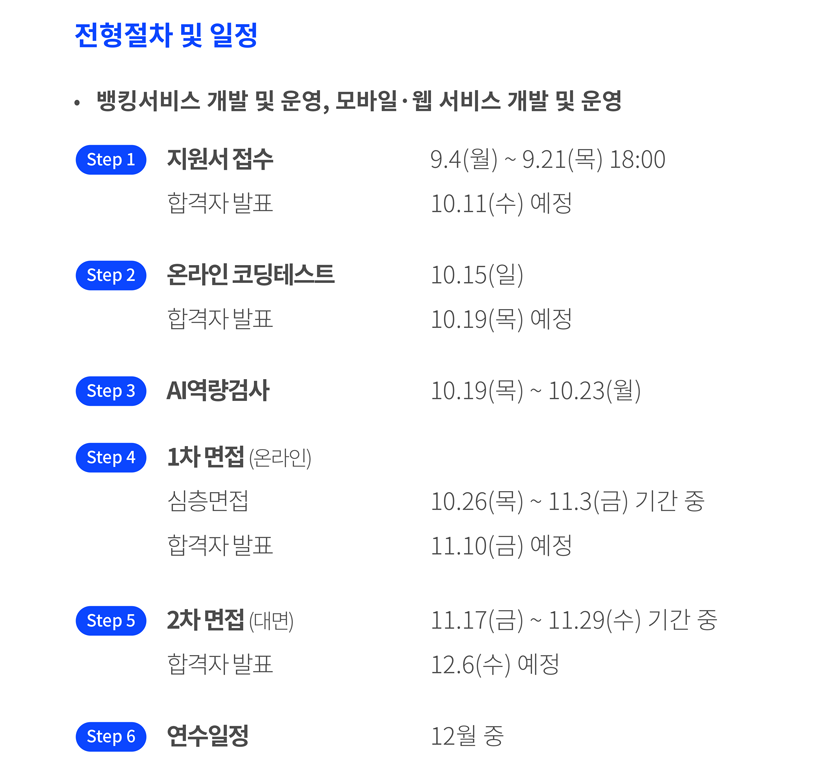 전형절차 및 일정
• 뱅킹서비스 개발 및 운영, 모바일·웹 서비스 개발 및 운영
Step 1 지원서 접수 9.4(월) ~ 9.21(목) 18:00
합격자 발표 10.11(수) 예정
Step 2 온라인 코딩테스트 10.15(일)
합격자 발표 10.19(목) 예정
Step 3 AI역량검사 10.19(목) ~ 10.23(월)
Step 4 1차 면접 (온라인)
심층면접 10.26(목) ~ 11.3(금) 기간 중
합격자 발표 11.10(금) 예정
Step 5 2차 면접 (대면) 11.17(금) ~ 11.29(수) 기간 중
합격자 발표 12.6(수) 예정
Step 6 연수일정 12월 중